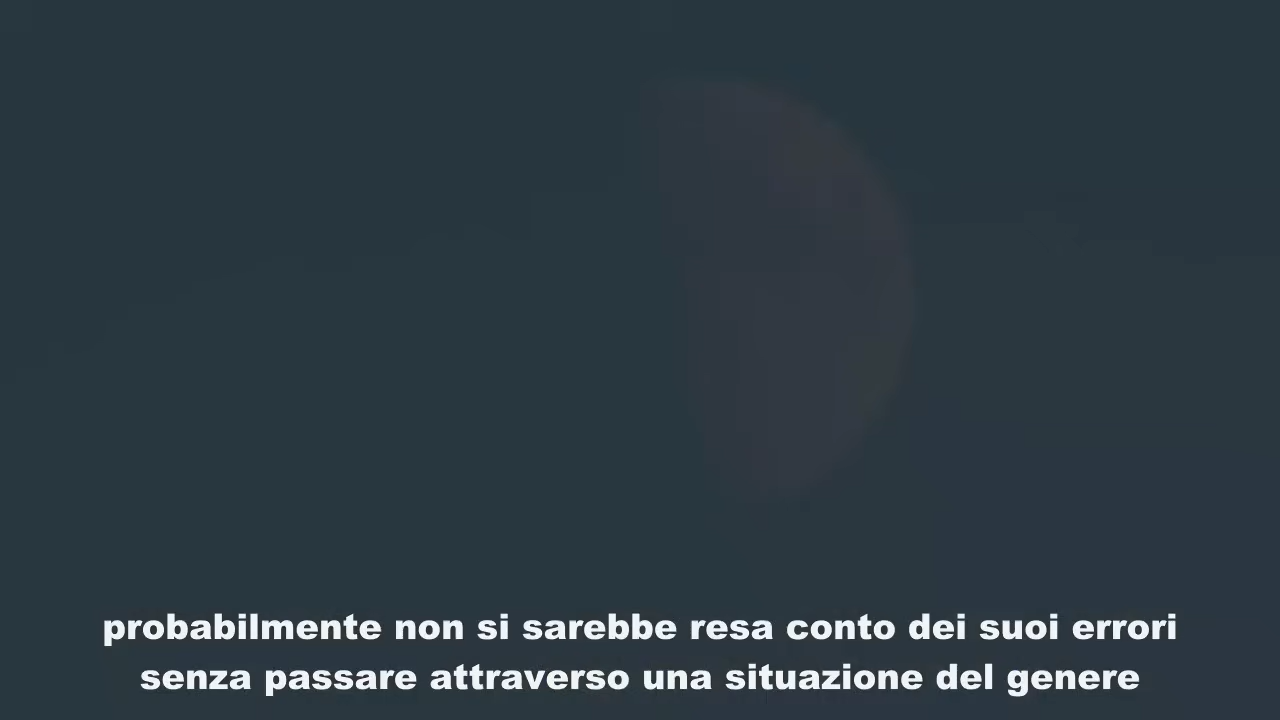 probabilmente non si sarebbe resa conto dei suoi errori
senza passare attraverso una situazione del genere